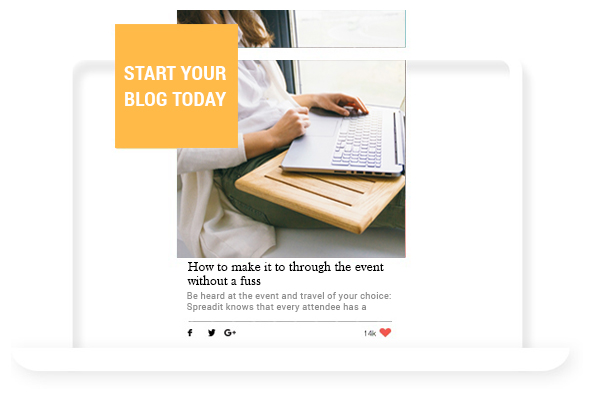 START YOUR
BLOG TODAY
How to make it to through the event
without a fuss
Be heard at the event and travel of your choice:
Spreadit knows that every attendee has a
14k